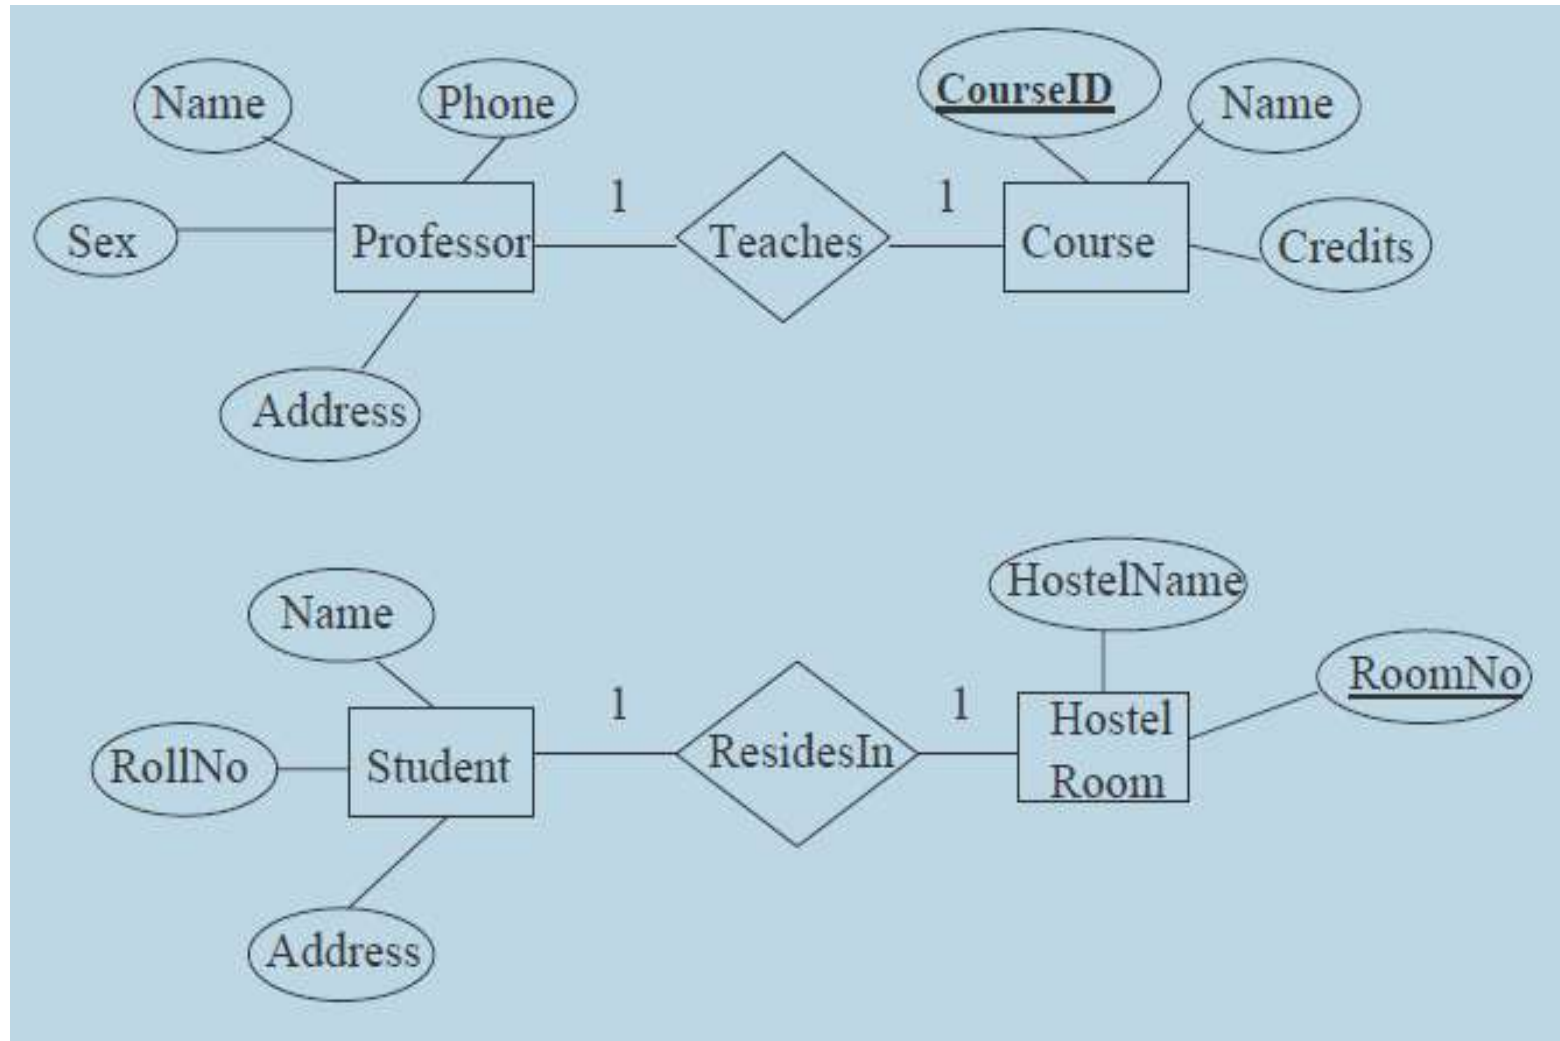 Name
Phone
CourseID
Name
1
1
Sex
Professor
Teaches
Course
Credits
Address
HostelName
Name
RoomNo
1
1
Hostel
Room
RollNo
Student
ResidesIn
Address